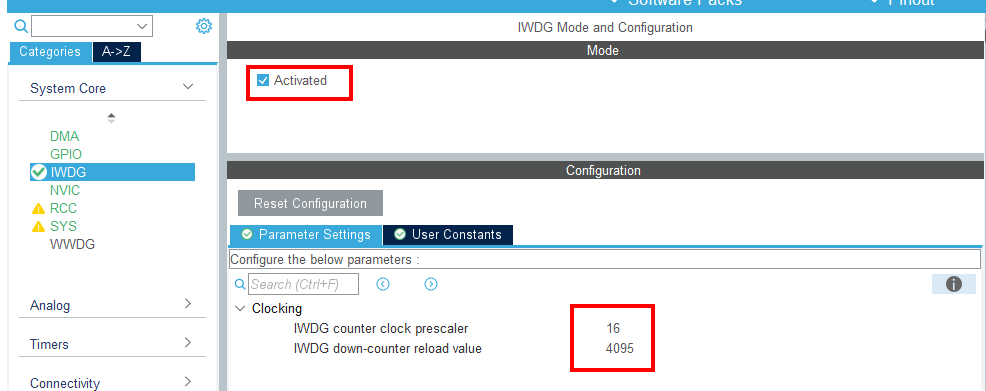 Software Packs
Pinout
IWDG Mode and Configuration
Categories
A->Z
Mode
Activated
System Core
DMA
GPIO
IWDG
NVIC
RCC
SYS
WWDG
Configuration
Reset Configuration
Parameter Settings
User Constants
Configure the below parameters :
Search (Ctrl+F)
Clocking
IWDG counter clock prescaler 16
IWDG down-counter reload value 4095
Analog
Timers
Connectivity